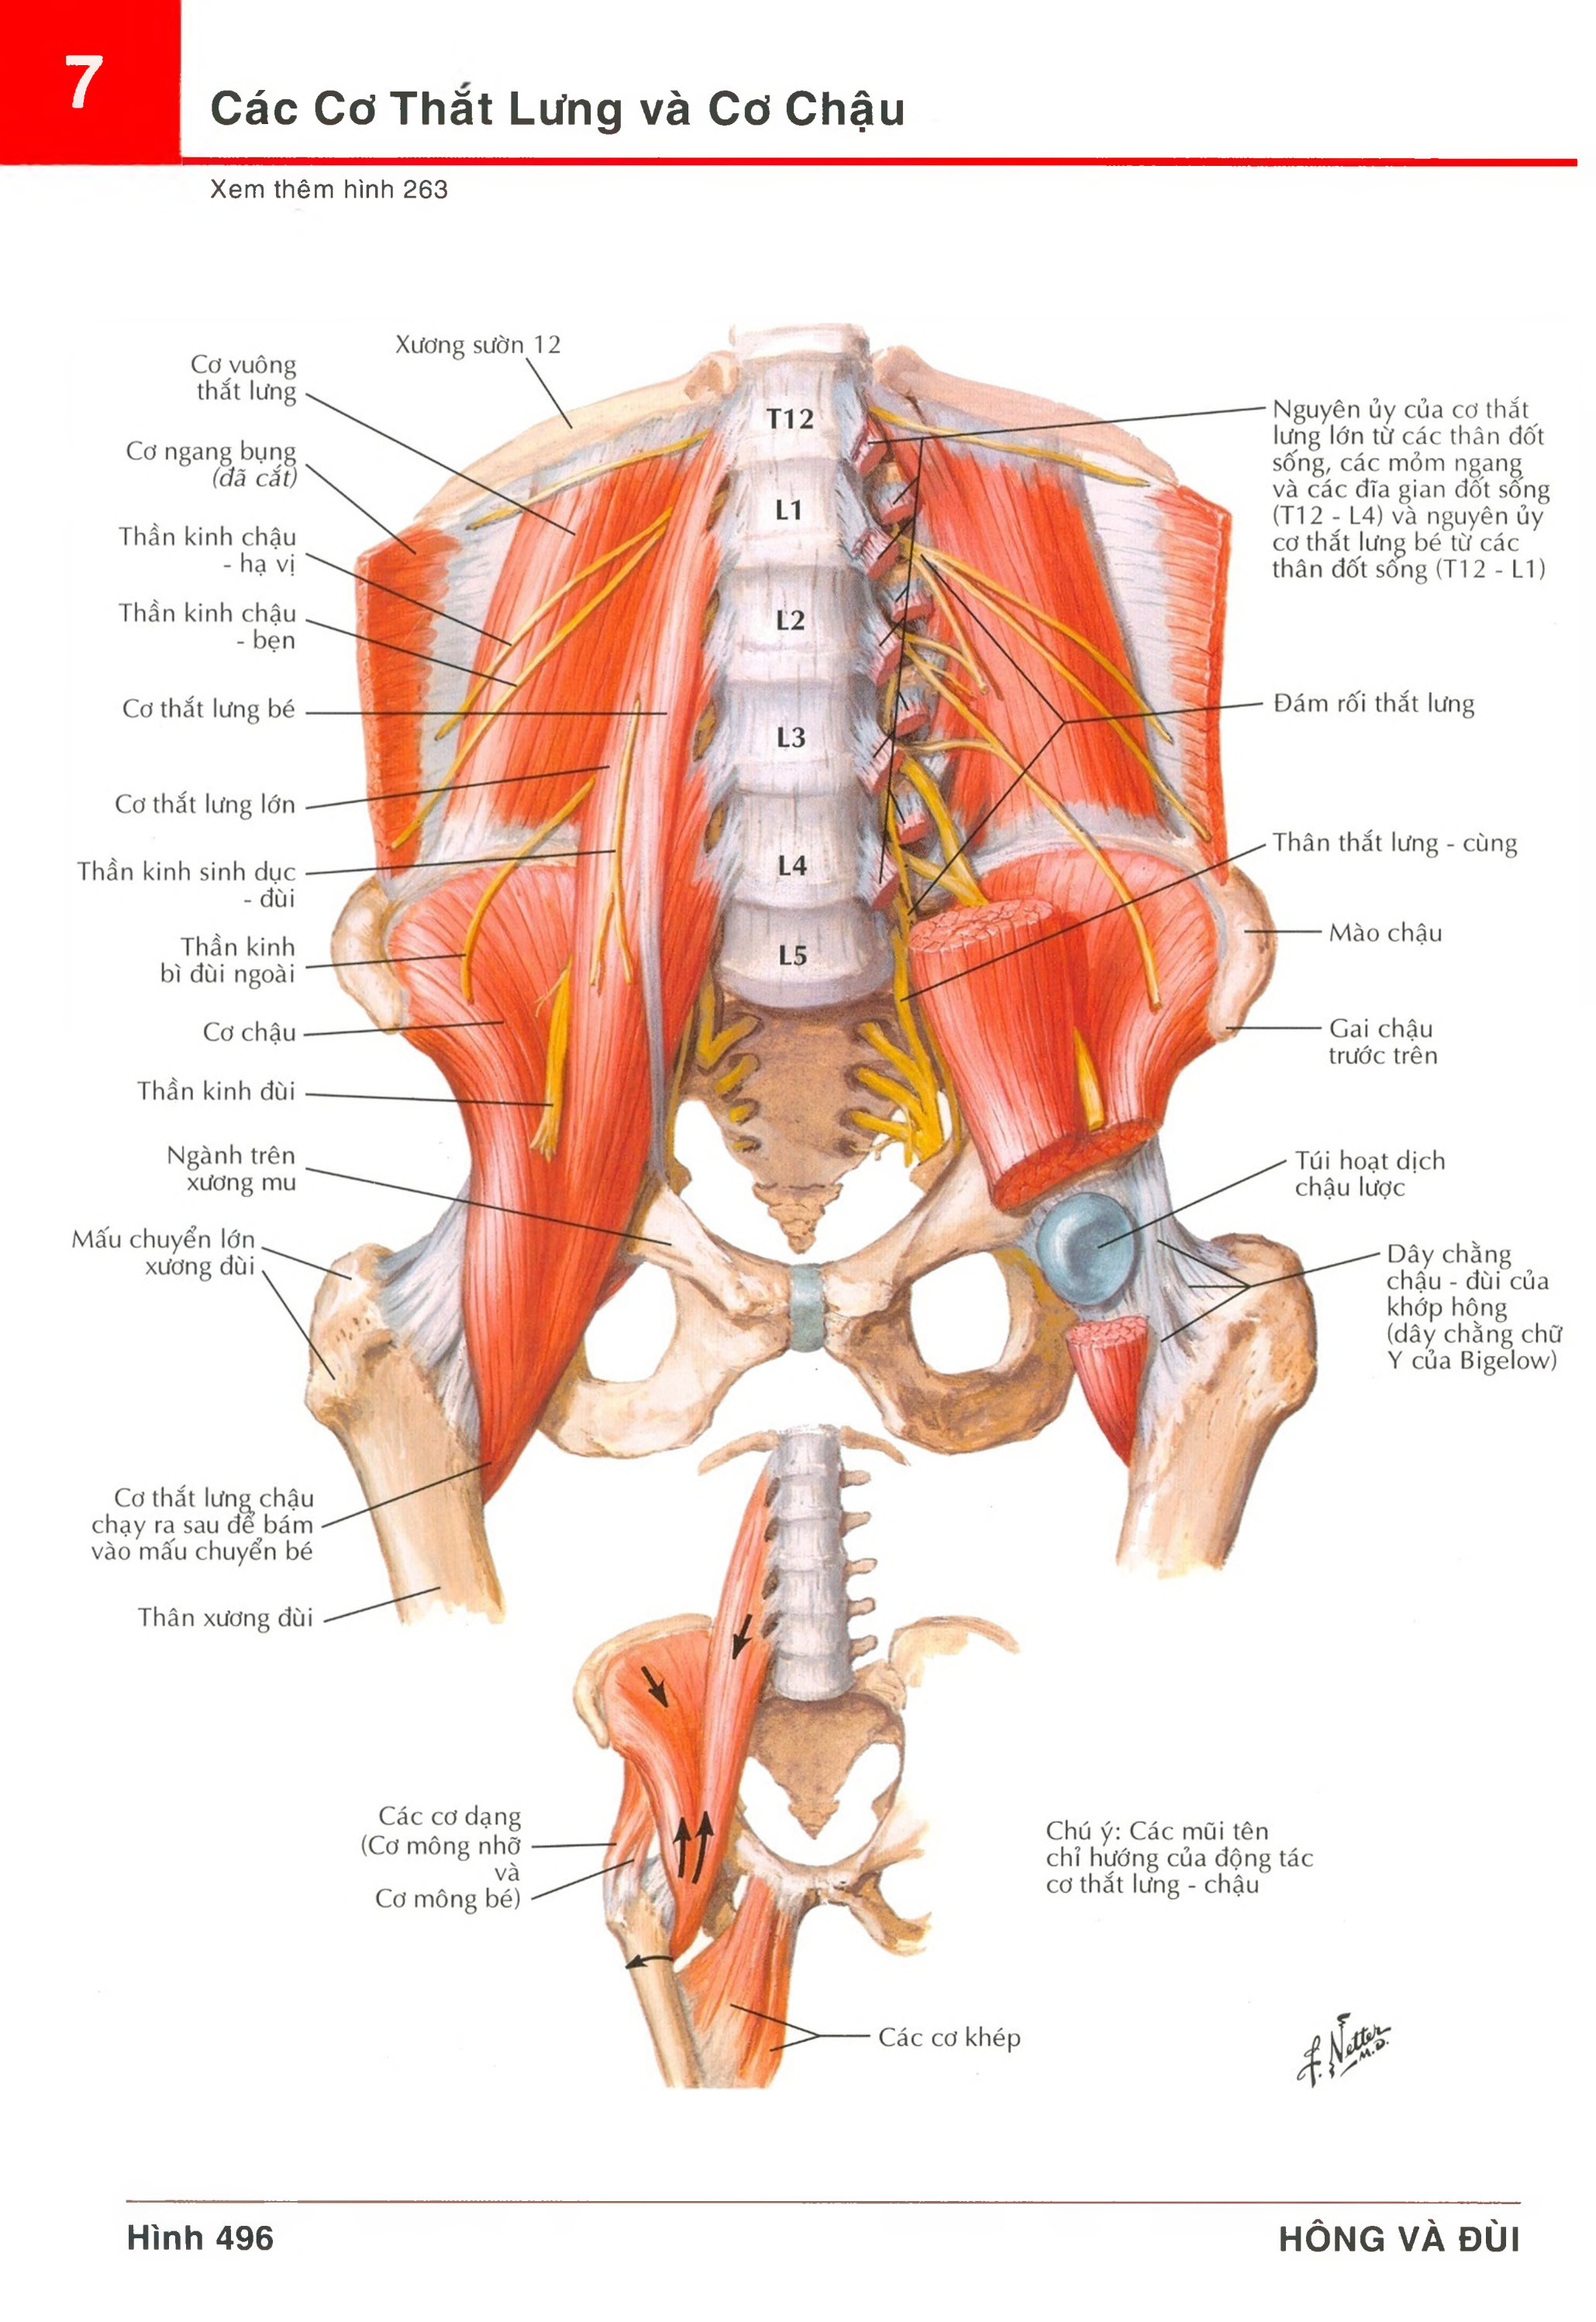 7
Các Cơ Thắt Lưng và Cơ Chậu
Xem thêm hình 263
Xương sườn 12
Cơ vuông
thắt lưng
Cơ ngang bụng
(đã cắt)
Thần kinh chậu
- hạ vị
Thần kinh chậu
- bẹn
Cơ thắt lưng bé
Cơ thắt lưng lớn
Thần kinh sinh dục
- đùi
Thần kinh
bì đùi ngoài
Cơ chậu
Thần kinh đùi
Ngành trên
xương mu
Mấu chuyển lớn
xương đùi
Cơ thắt lưng chậu
chạy ra sau để bám
vào mấu chuyển bé
Thân xương đùi
T12
L1
L2
L3
L4
L5
Nguyên ủy của cơ thắt
lưng lớn từ các thân đốt
sống, các mỏm ngang
và các đĩa gian đốt sống
(T12 - L4) và nguyên ủy
cơ thắt lưng bé từ các
thân đốt sống (T12 - L1)
Đám rối thắt lưng
Thân thắt lưng - cùng
Mào chậu
Gai chậu
trước trên
Túi hoạt dịch
chậu lược
Dây chằng
chậu - đùi của
khớp hông
(dây chằng chữ
Y của Bigelow)
Các cơ dạng
(Cơ mông nhỡ
và
Cơ mông bé)
Chú ý: Các mũi tên
chỉ hướng của động tác
cơ thắt lưng - chậu
Các cơ khép
F. Netter
M.D.
Hình 496
HÔNG VÀ ĐÙI